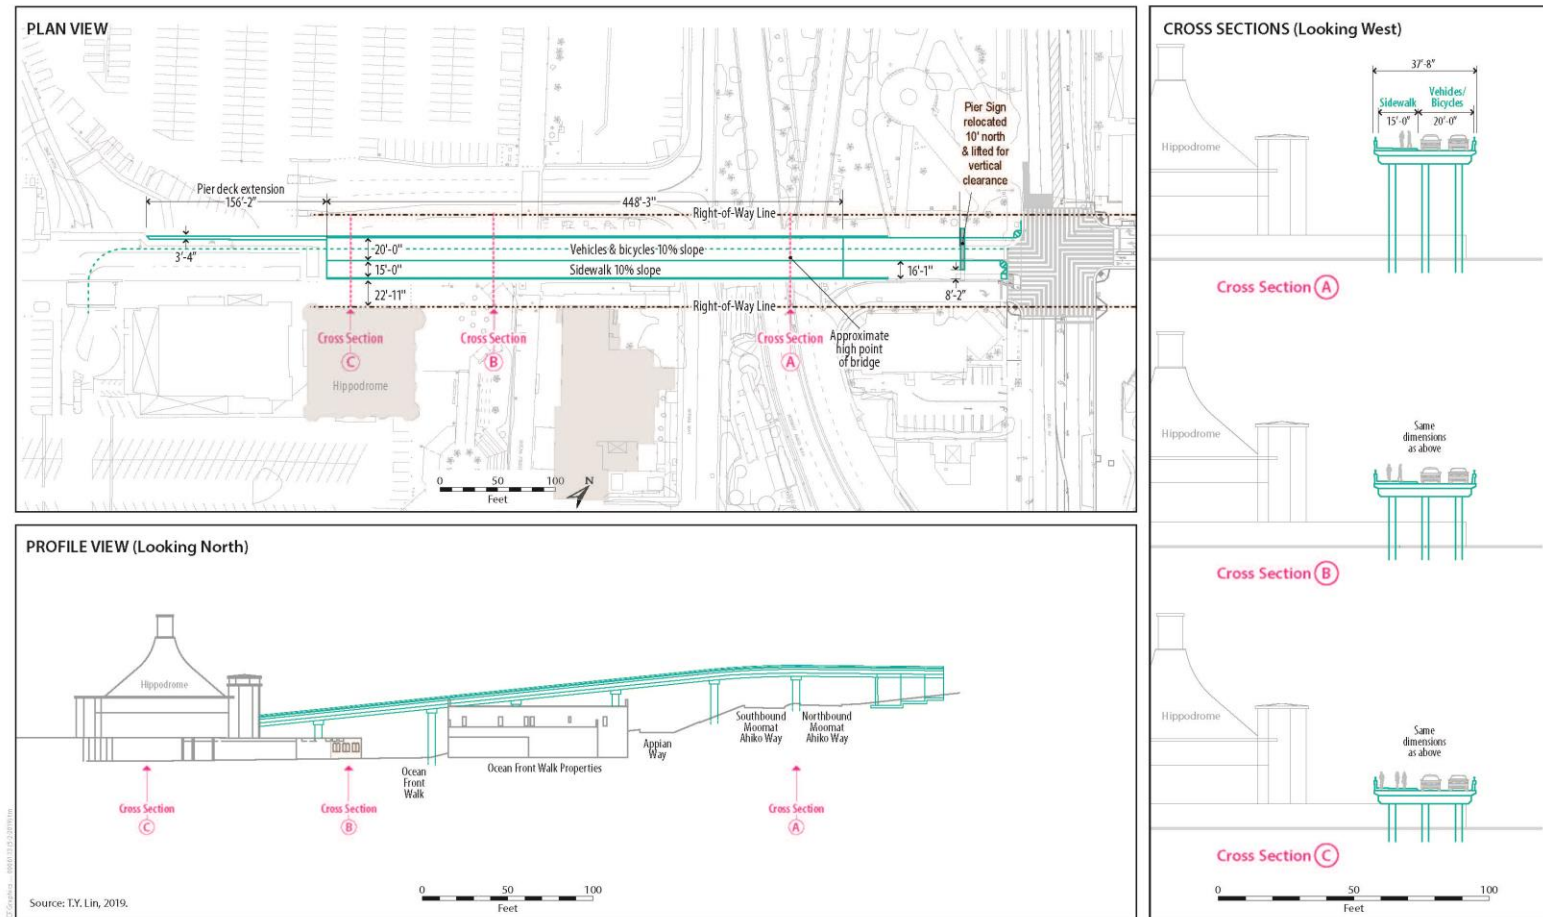 PLAN VIEW
Pier Sign
relocated
10' north
& lifted for
vertical
clearance
Pier deck extension
156'-2"
448'-3"
Right-of-Way Line
3'-4"
20'-0"
Vehicles & bicycles 10% slope
15'-0"
Sidewalk 10% slope
16'-1"
22'-11"
8'-2"
Right-of-Way Line
Cross Section
C
Cross Section
B
Cross Section
A
Approximate
high point
of bridge
Hippodrome
0 50 100
Feet
N
PROFILE VIEW (Looking North)
Hippodrome
Southbound
Moomat
Ahiko Way
Northbound
Moomat
Ahiko Way
Appian
Way
Ocean Front Walk Properties
Ocean
Front
Walk
Cross Section
C
Cross Section
B
Cross Section
A
Source: T.Y. Lin, 2019.
0 50 100
Feet
CROSS SECTIONS (Looking West)
37'-8"
Sidewalk
Vehicles/
Bicycles
15'-0"
20'-0"
Hippodrome
Cross Section A
Hippodrome
Same
dimensions
as above
Cross Section B
Hippodrome
Same
dimensions
as above
Cross Section C
0 50 100
Feet